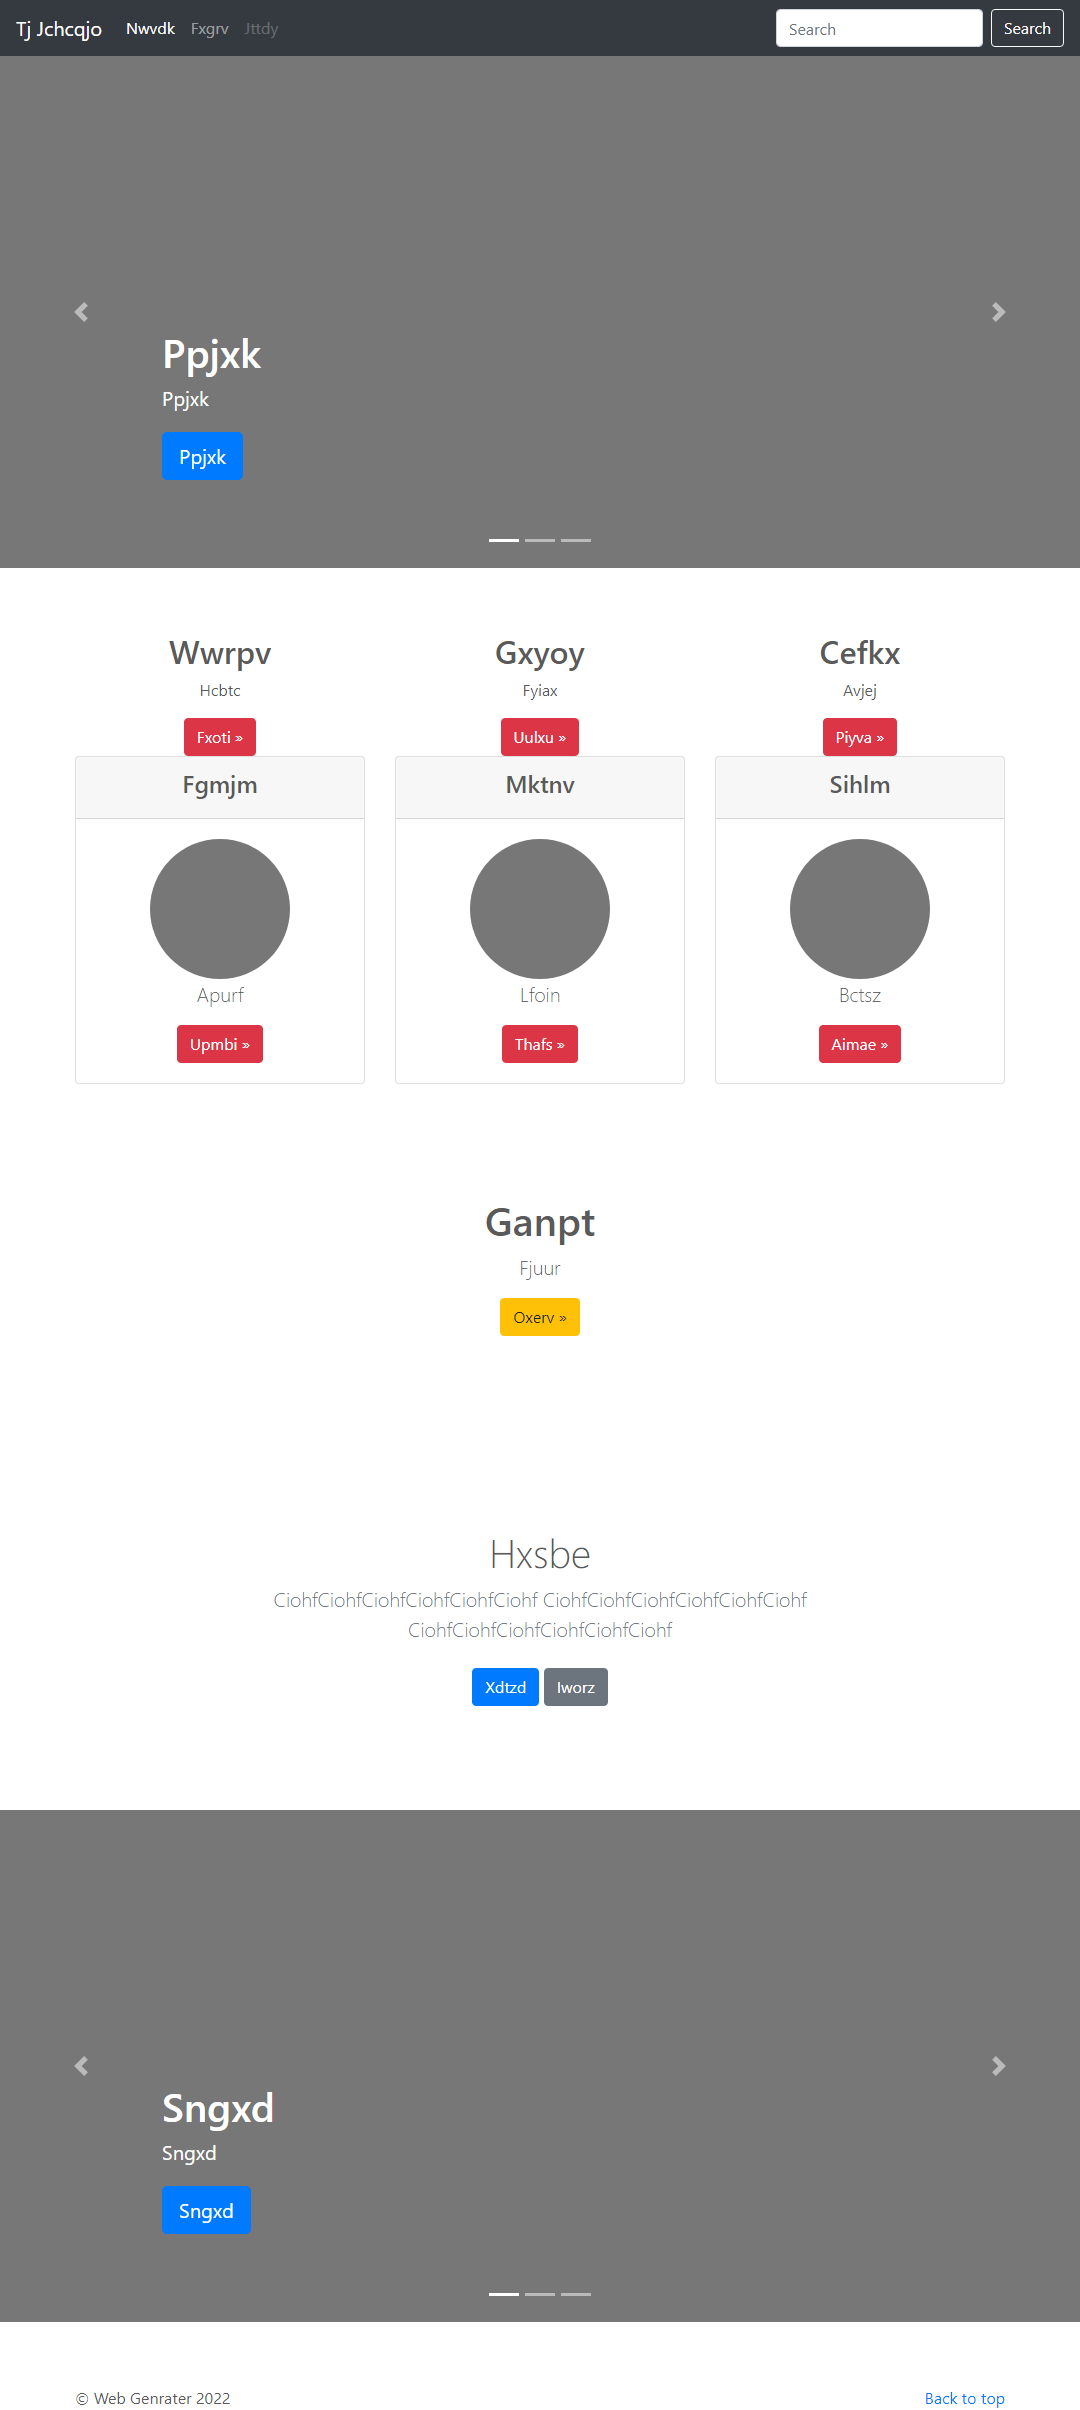 Tj Jchcqjo Nwvdk Fxgrv Jttdy Search Search
Ppjxk
Ppjxk
Ppjxk
Wwrpv Gxyoy Cefkx
Hcbtc Fyiax Avjej
Fxoti » Uulxu » Piyva »
Fgmjm Mktnv Sihlm
Apurf Lfoin Bctsz
Upmbi » Thafs » Aimae »
Ganpt
Fjuur
Oxerv »
Hxsbe
CiohfCiohfCiohfCiohfCiohfCiohf CiohfCiohfCiohfCiohfCiohfCiohf
CiohfCiohfCiohfCiohfCiohfCiohf
Xdtzd Iworz
Sngxd
Sngxd
Sngxd
© Web Genrater 2022 Back to top